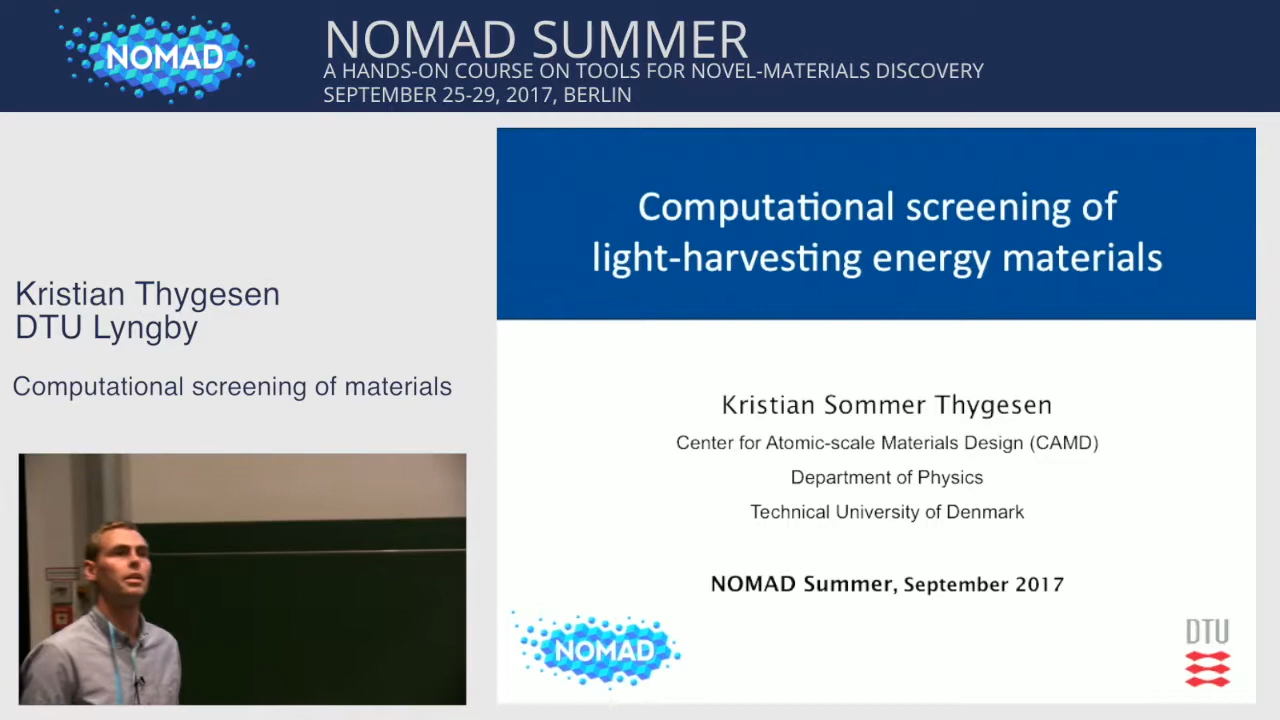 NOMAD
NOMAD SUMMER
A HANDS-ON COURSE ON TOOLS FOR NOVEL-MATERIALS DISCOVERY
SEPTEMBER 25-29, 2017, BERLIN
Kristian Thygesen
DTU Lyngby
Computational screening of materials
Computational screening of
light-harvesting energy materials
Kristian Sommer Thygesen
Center for Atomic-scale Materials Design (CAMD)
Department of Physics
Technical University of Denmark
NOMAD Summer, September 2017
NOMAD
DTU